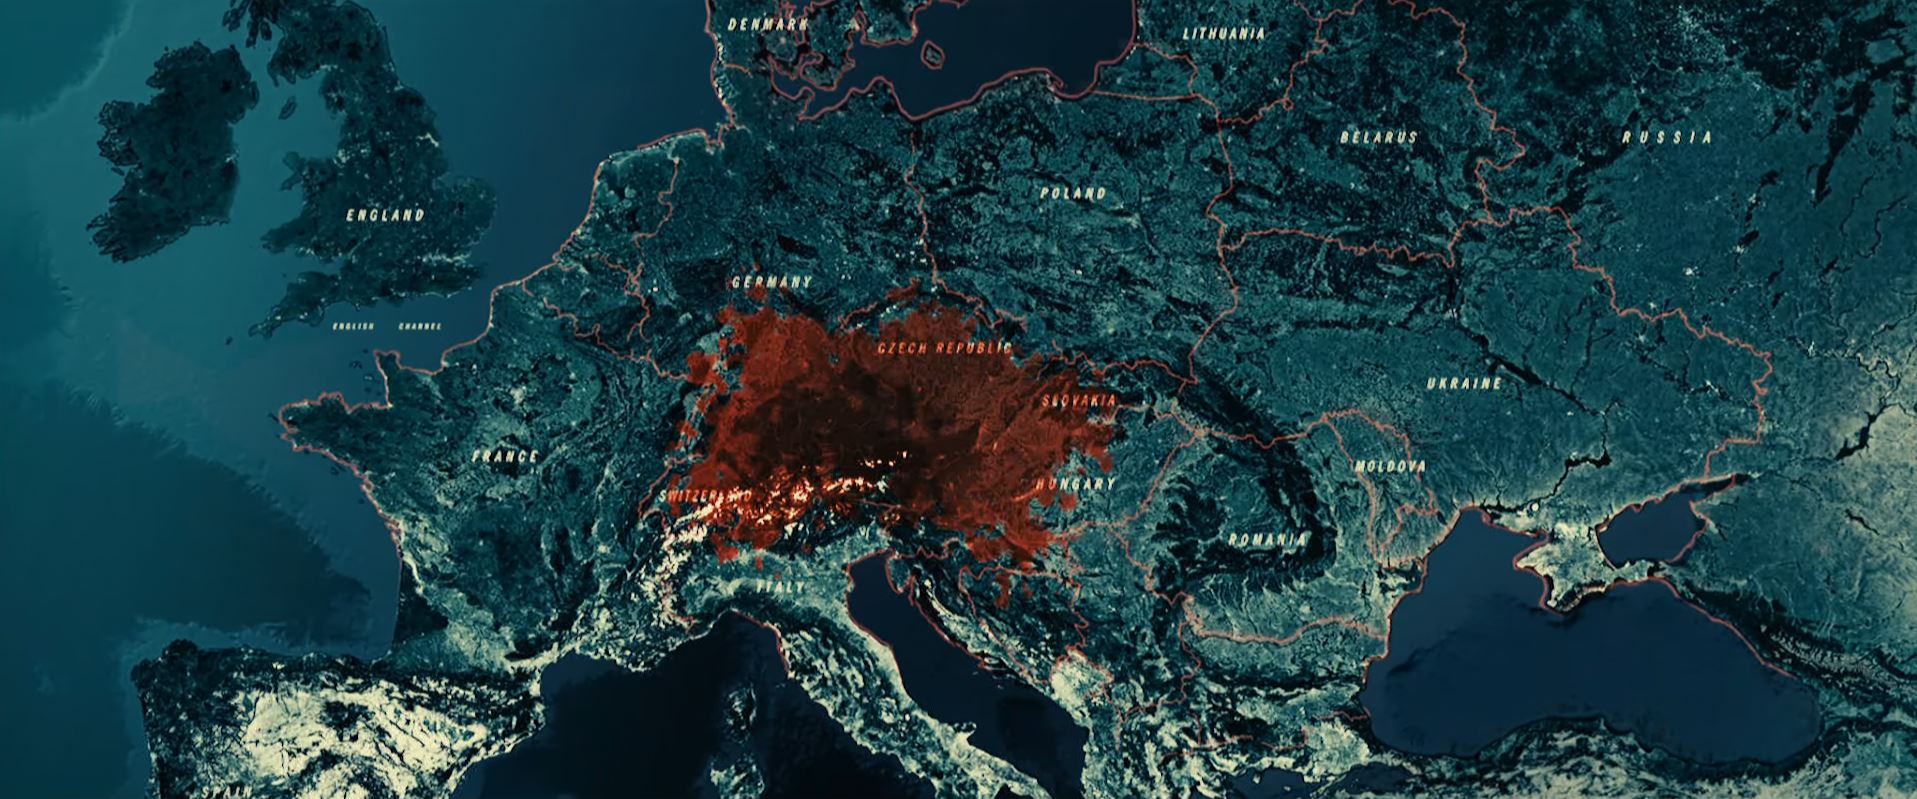 DENMARK
LITHUANIA
BELARUS
RUSSIA
POLAND
ENGLAND
GERMANY
ENGLISH CHANNEL
CZECH REPUBLIC
UKRAINE
SLOVAKIA
FRANCE
MOLDOVA
HUNGARY
SWITZERLAND
ROMANIA
ITALY
SPAIN